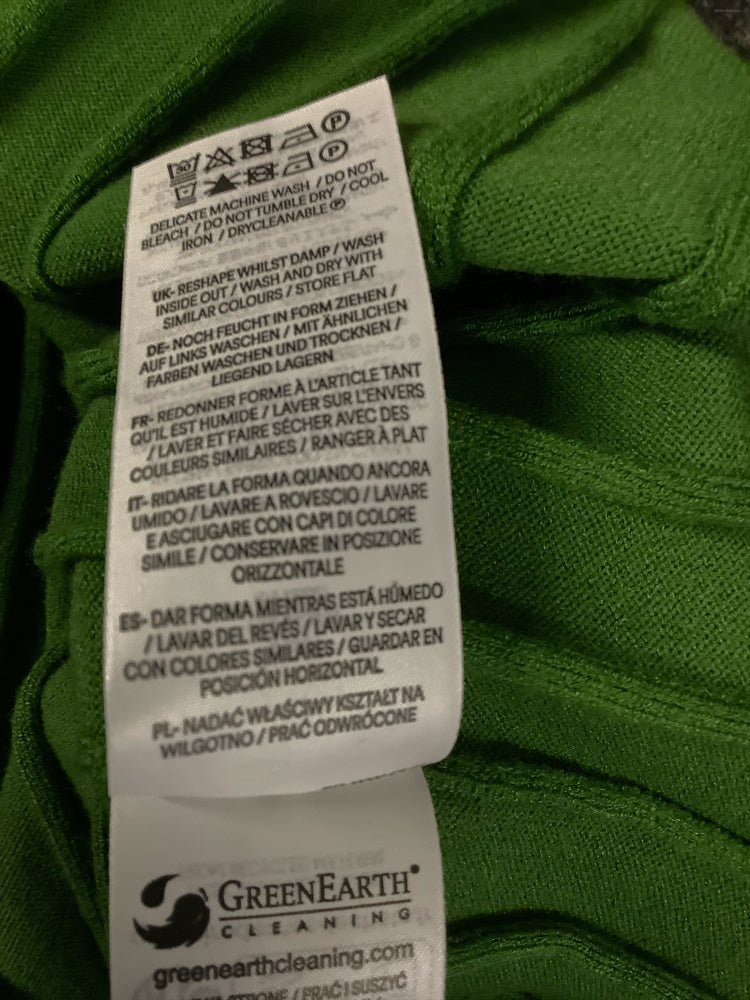 30 P
P
DELICATE MACHINE WASH / DO NOT
BLEACH / DO NOT TUMBLE DRY / COOL
IRON / DRYCLEANABLE Ⓟ
UK- RESHAPE WHILST DAMP / WASH
INSIDE OUT / WASH AND DRY WITH
SIMILAR COLOURS / STORE FLAT
DE- NOCH FEUCHT IN FORM ZIEHEN /
AUF LINKS WASCHEN / MIT ÄHNLICHEN
FARBEN WASCHEN UND TROCKNEN /
LIEGEND LAGERN
FR- REDONNER FORME À L'ARTICLE TANT
QU'IL EST HUMIDE / LAVER SUR L'ENVERS
/ LAVER ET FAIRE SÉCHER AVEC DES
COULEURS SIMILAIRES / RANGER À PLAT
IT- RIDARE LA FORMA QUANDO ANCORA
UMIDO / LAVARE A ROVESCIO / LAVARE
E ASCIUGARE CON CAPI DI COLORE
SIMILE / CONSERVARE IN POSIZIONE
ORIZZONTALE
ES- DAR FORMA MIENTRAS ESTÁ HÚMEDO
/ LAVAR DEL REVÉS / LAVAR Y SECAR
CON COLORES SIMILARES / GUARDAR EN
POSICIÓN HORIZONTAL
PL- NADAĆ WŁAŚCIWY KSZTAŁT NA
WILGOTNO / PRAĆ ODWRÓCONE
GREENEARTH
CLEANING
greenearthcleaning.com
/ PRAĆ I SUSZYĆ